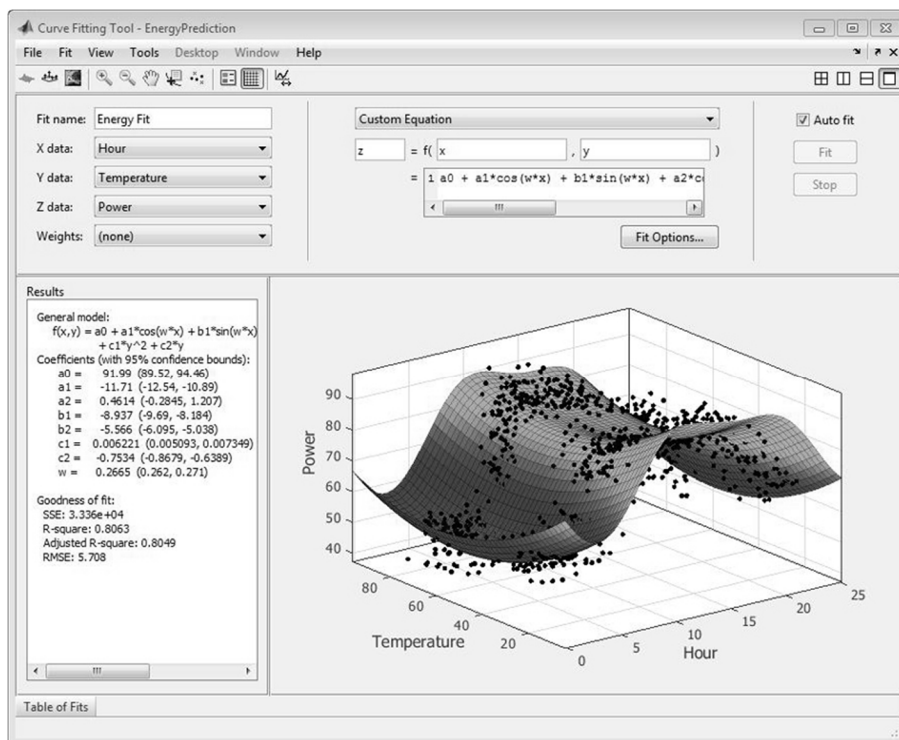 Curve Fitting Tool - EnergyPrediction
File Fit View Tools Desktop Window Help
Fit name: Energy Fit
X data: Hour
Y data: Temperature
Z data: Power
Weights: (none)
Custom Equation
z = f( x , y )
= 1 a0 + a1*cos(w*x) + b1*sin(w*x) + a2*c
Fit Options...
Auto fit
Fit
Stop
Results
General model:
f(x,y) = a0 + a1*cos(w*x) + b1*sin(w*x)
+ c1*y^2 + c2*y
Coefficients (with 95% confidence bounds):
a0 = 91.99 (89.52, 94.46)
a1 = -11.71 (-12.54, -10.89)
a2 = 0.4614 (-0.2845, 1.207)
b1 = -8.937 (-9.69, -8.184)
b2 = -5.566 (-6.095, -5.038)
c1 = 0.006221 (0.005093, 0.007349)
c2 = -0.7534 (-0.8679, -0.6389)
w = 0.2665 (0.262, 0.271)
Goodness of fit:
SSE: 3.336e+04
R-square: 0.8063
Adjusted R-square: 0.8049
RMSE: 5.708
90
80
70
60
50
40
Power
80
60
40
20
Temperature
0
5
10
15
20
25
Hour
Table of Fits